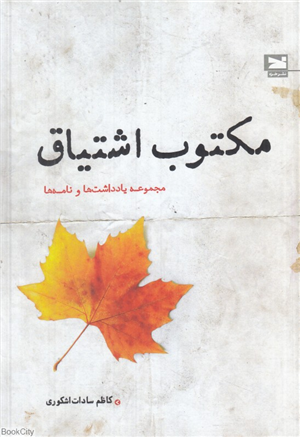 مکتوب اشتیاق
مجموعه یادداشت‌ها و نامه‌ها
کاظم سادات اشکوری
BookCity